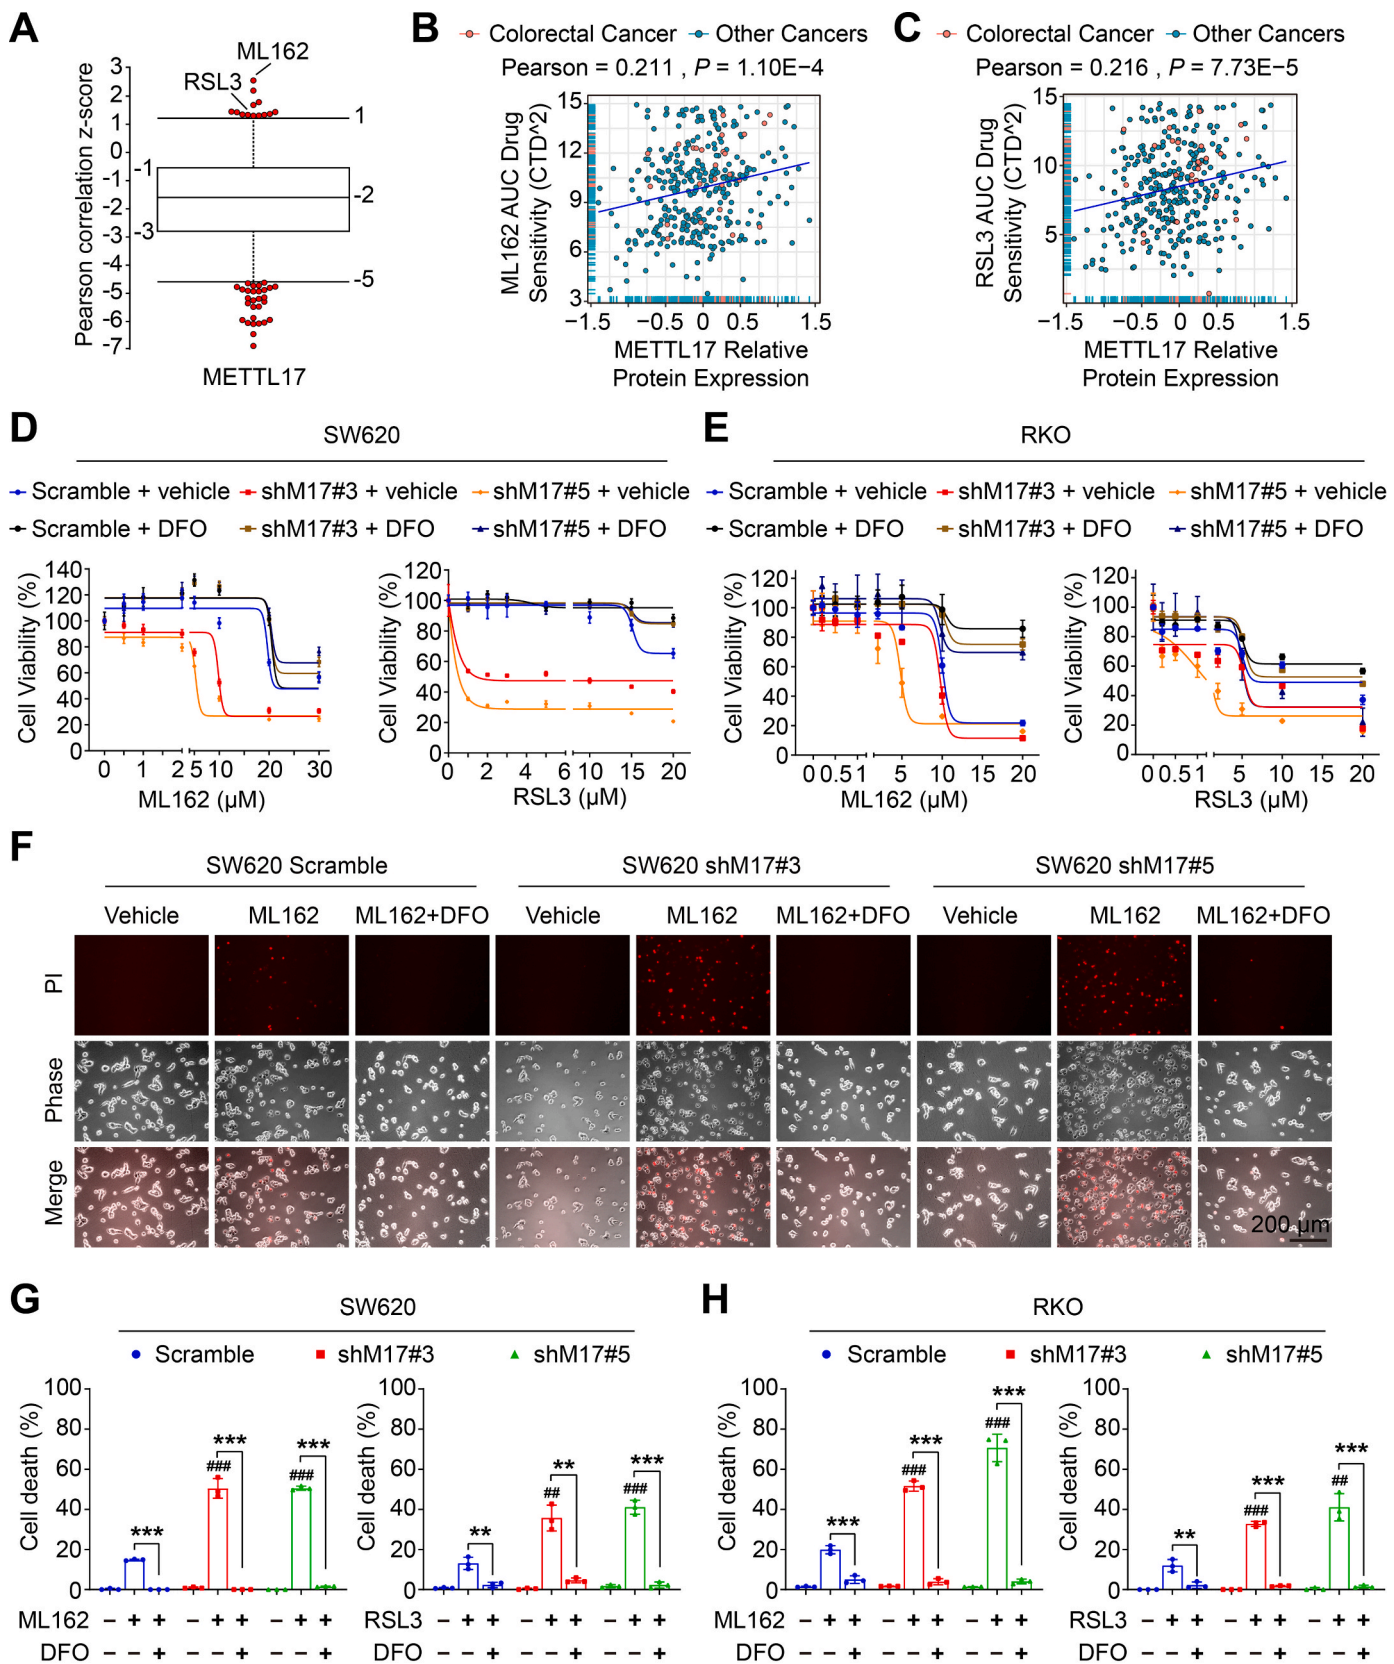 A
ML162
RSL3
Pearson correlation z-score
3
2
1
0
-1
-2
-3
-4
-5
-6
-7
1
-1
-2
-3
-5
METTL17
B
Colorectal Cancer Other Cancers
Pearson = 0.211 , P = 1.10E−4
ML162 AUC Drug
Sensitivity (CTD^2)
15
12
9
6
3
−1.5 −0.5 0 0.5 1.5
METTL17 Relative
Protein Expression
C
Colorectal Cancer Other Cancers
Pearson = 0.216 , P = 7.73E−5
RSL3 AUC Drug
Sensitivity (CTD^2)
15
10
5
−1.5 −0.5 0 0.5 1.5
METTL17 Relative
Protein Expression
D
SW620
Scramble + vehicle shM17#3 + vehicle shM17#5 + vehicle
Scramble + DFO shM17#3 + DFO shM17#5 + DFO
Cell Viability (%)
140
120
100
80
60
40
20
0
0 1 2 5 10 20 30
ML162 (μM)
Cell Viability (%)
120
100
80
60
40
20
0
0 2 4 6 10 15 20
RSL3 (μM)
E
RKO
Scramble + vehicle shM17#3 + vehicle shM17#5 + vehicle
Scramble + DFO shM17#3 + DFO shM17#5 + DFO
Cell Viability (%)
120
100
80
60
40
20
0
0 0.5 1 5 10 20
ML162 (μM)
Cell Viability (%)
120
100
80
60
40
20
0
0 0.5 1 5 10 20
RSL3 (μM)
F
SW620 Scramble SW620 shM17#3 SW620 shM17#5
Vehicle ML162 ML162+DFO Vehicle ML162 ML162+DFO Vehicle ML162 ML162+DFO
PI
Phase
Merge
200 μm
G
SW620
Scramble shM17#3 shM17#5
Cell death (%)
100
80
60
40
20
0
*** ### *** ### ***
ML162 − + + − + + − + +
DFO − − + − − + − − +
Cell death (%)
100
80
60
40
20
0
** ## ** ### ***
RSL3 − + + − + + − + +
DFO − − + − − + − − +
H
RKO
Scramble shM17#3 shM17#5
Cell death (%)
100
80
60
40
20
0
*** ### *** ### ***
ML162 − + + − + + − + +
DFO − − + − − + − − +
Cell death (%)
100
80
60
40
20
0
** ### *** ## ***
RSL3 − + + − + + − + +
DFO − − + − − + − − +